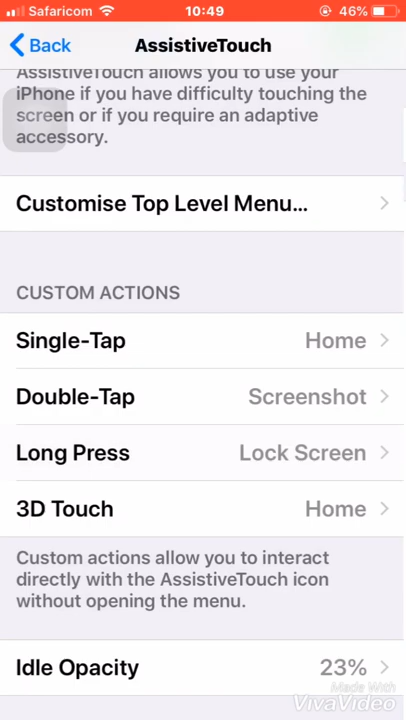 Safaricom 10:49 46%
Back AssistiveTouch
AssistiveTouch allows you to use your
iPhone if you have difficulty touching the
screen or if you require an adaptive
accessory.
Customise Top Level Menu...
CUSTOM ACTIONS
Single-Tap Home
Double-Tap Screenshot
Long Press Lock Screen
3D Touch Home
Custom actions allow you to interact
directly with the AssistiveTouch icon
without opening the menu.
Idle Opacity 23%
Made With
VivaVideo